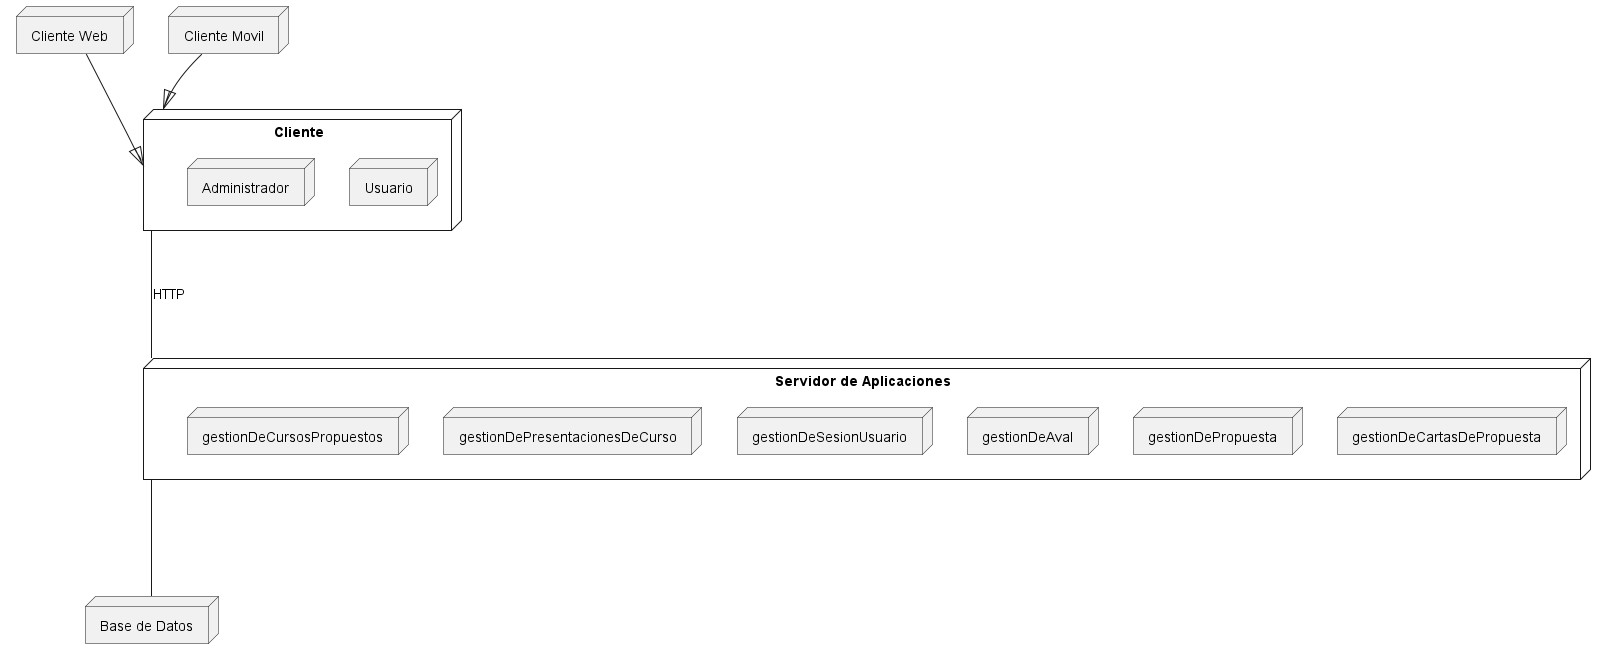 Cliente Web
Cliente Movil
Cliente
Administrador
Usuario
HTTP
Servidor de Aplicaciones
gestionDeCursosPropuestos
gestionDePresentacionesDeCurso
gestionDeSesionUsuario
gestionDeAval
gestionDePropuesta
gestionDeCartasDePropuesta
Base de Datos